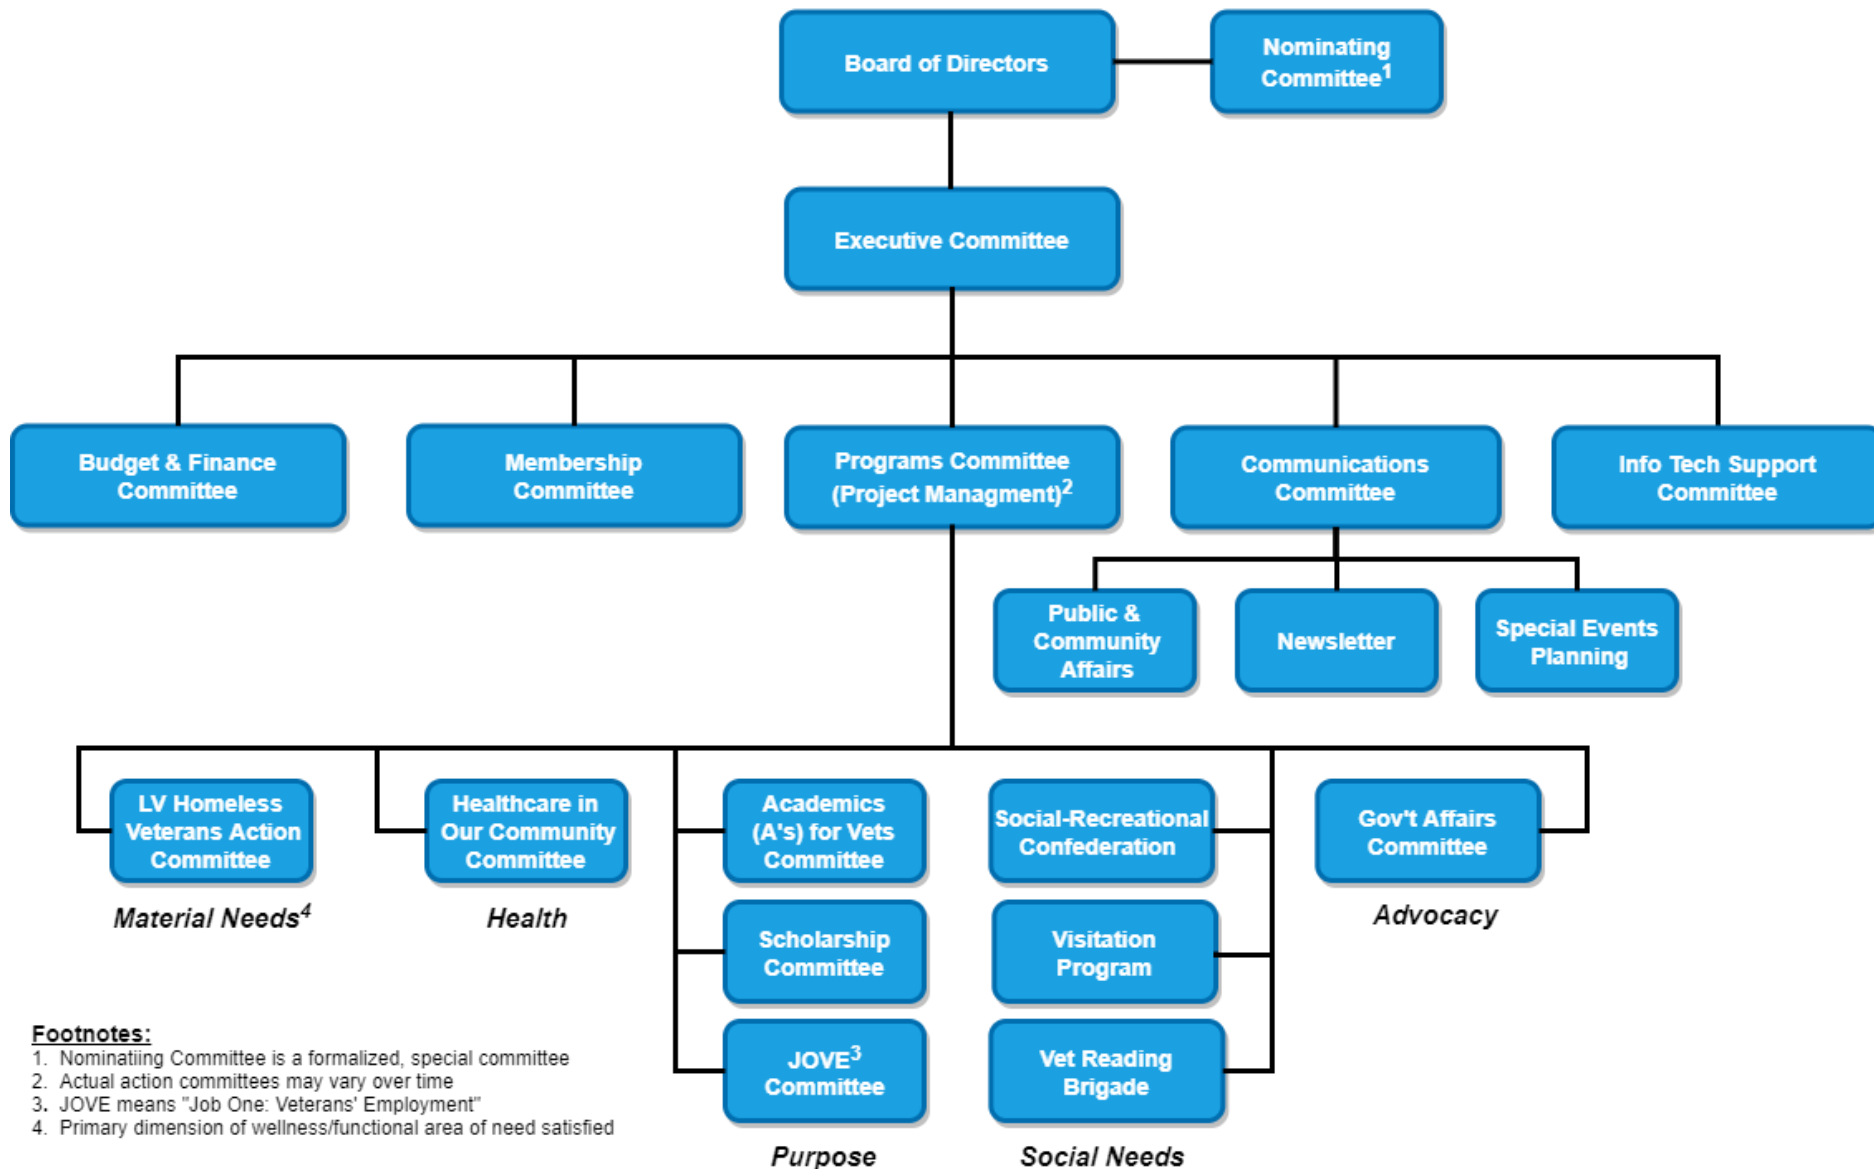 Board of Directors
Nominating
Committee1
Executive Committee
Budget & Finance
Committee
Membership
Committee
Programs Committee
(Project Managment)2
Communications
Committee
Info Tech Support
Committee
Public &
Community
Affairs
Newsletter
Special Events
Planning
LV Homeless
Veterans Action
Committee
Material Needs4
Healthcare in
Our Community
Committee
Health
Academics
(A's) for Vets
Committee
Scholarship
Committee
JOVE3
Committee
Purpose
Social-Recreational
Confederation
Visitation
Program
Vet Reading
Brigade
Social Needs
Gov't Affairs
Committee
Advocacy
Footnotes:
1. Nominatiing Committee is a formalized, special committee
2. Actual action committees may vary over time
3. JOVE means "Job One: Veterans' Employment"
4. Primary dimension of wellness/functional area of need satisfied